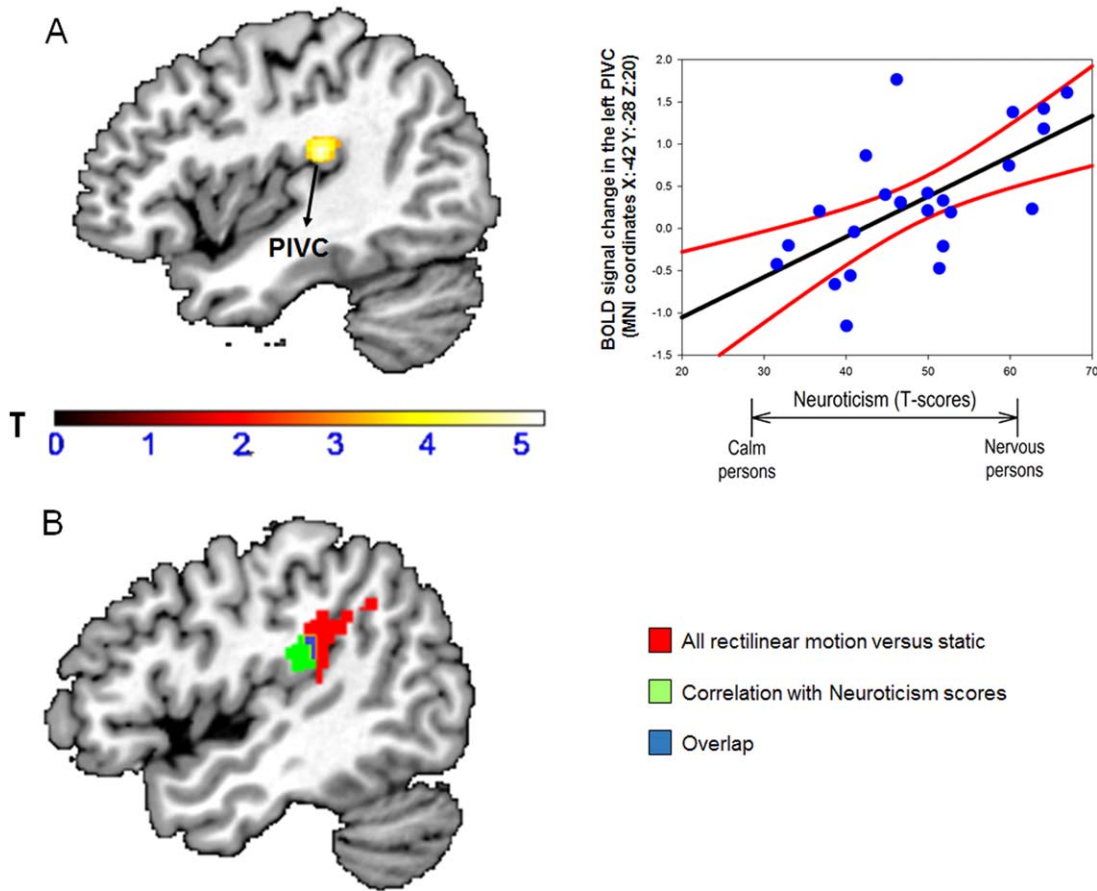 A
PIVC
T
0 1 2 3 4 5
BOLD signal change in the left PIVC
(MNI coordinates X:-42 Y:-28 Z:20)
2.0
1.5
1.0
0.5
0.0
-0.5
-1.0
-1.5
20 30 40 50 60 70
Neuroticism (T-scores)
Calm
persons
Nervous
persons
B
All rectilinear motion versus static
Correlation with Neuroticism scores
Overlap